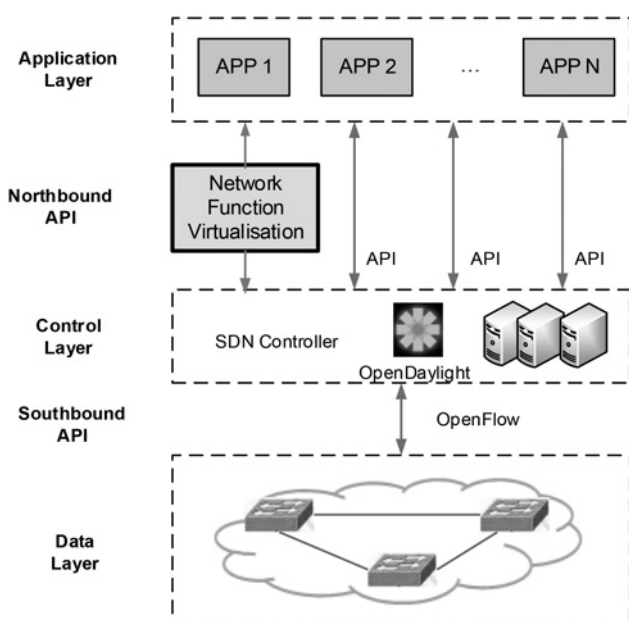 Application
Layer
APP 1
APP 2
...
APP N
Northbound
API
Network
Function
Virtualisation
API
API
API
Control
Layer
SDN Controller
OpenDaylight
Southbound
API
OpenFlow
Data
Layer